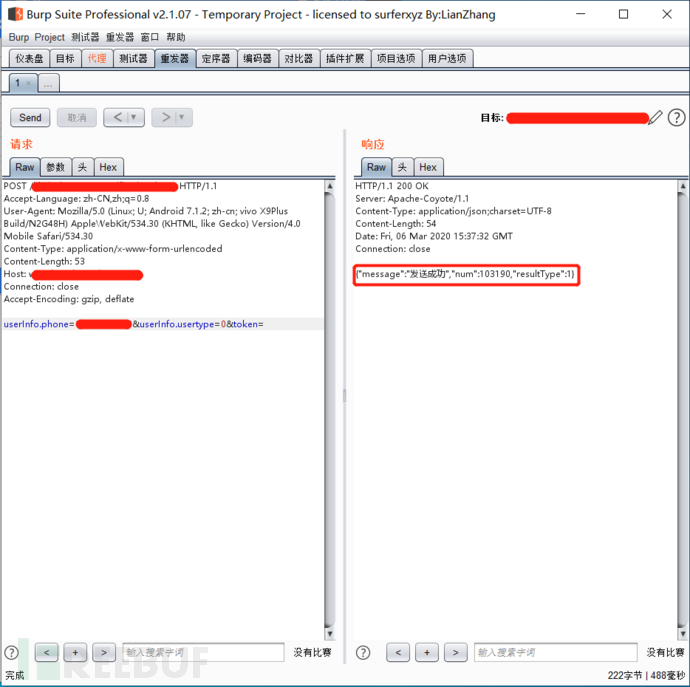 Burp Suite Professional v2.1.07 - Temporary Project - licensed to surferxyz By:LianZhang
Burp Project 测试器 重发器 窗口 帮助
仪表盘 目标 代理 测试器 重发器 定序器 编码器 对比器 插件扩展 项目选项 用户选项
1 × ...
Send 取消 < ▼ > ▼ 目标: ?
请求
Raw 参数 头 Hex
POST / HTTP/1.1
Accept-Language: zh-CN,zh;q=0.8
User-Agent: Mozilla/5.0 (Linux; U; Android 7.1.2; zh-cn; vivo X9Plus
Build/N2G48H) Apple\VebKit/534.30 (KHTML, like Gecko) Version/4.0
Mobile Safari/534.30
Content-Type: application/x-www-form-urlencoded
Content-Length: 53
Host:
Connection: close
Accept-Encoding: gzip, deflate
userInfo.phone= &userInfo.usertype=0&token=
? < + > 输入搜索字词 没有比赛
响应
Raw 头 Hex
HTTP/1.1 200 OK
Server: Apache-Coyote/1.1
Content-Type: application/json;charset=UTF-8
Content-Length: 54
Date: Fri, 06 Mar 2020 15:37:32 GMT
Connection: close
{"message":"发送成功","num":103190,"resultType":1}
? < + > 输入搜索字词 没有比赛
REEBUF
完成
222字节 | 488毫秒